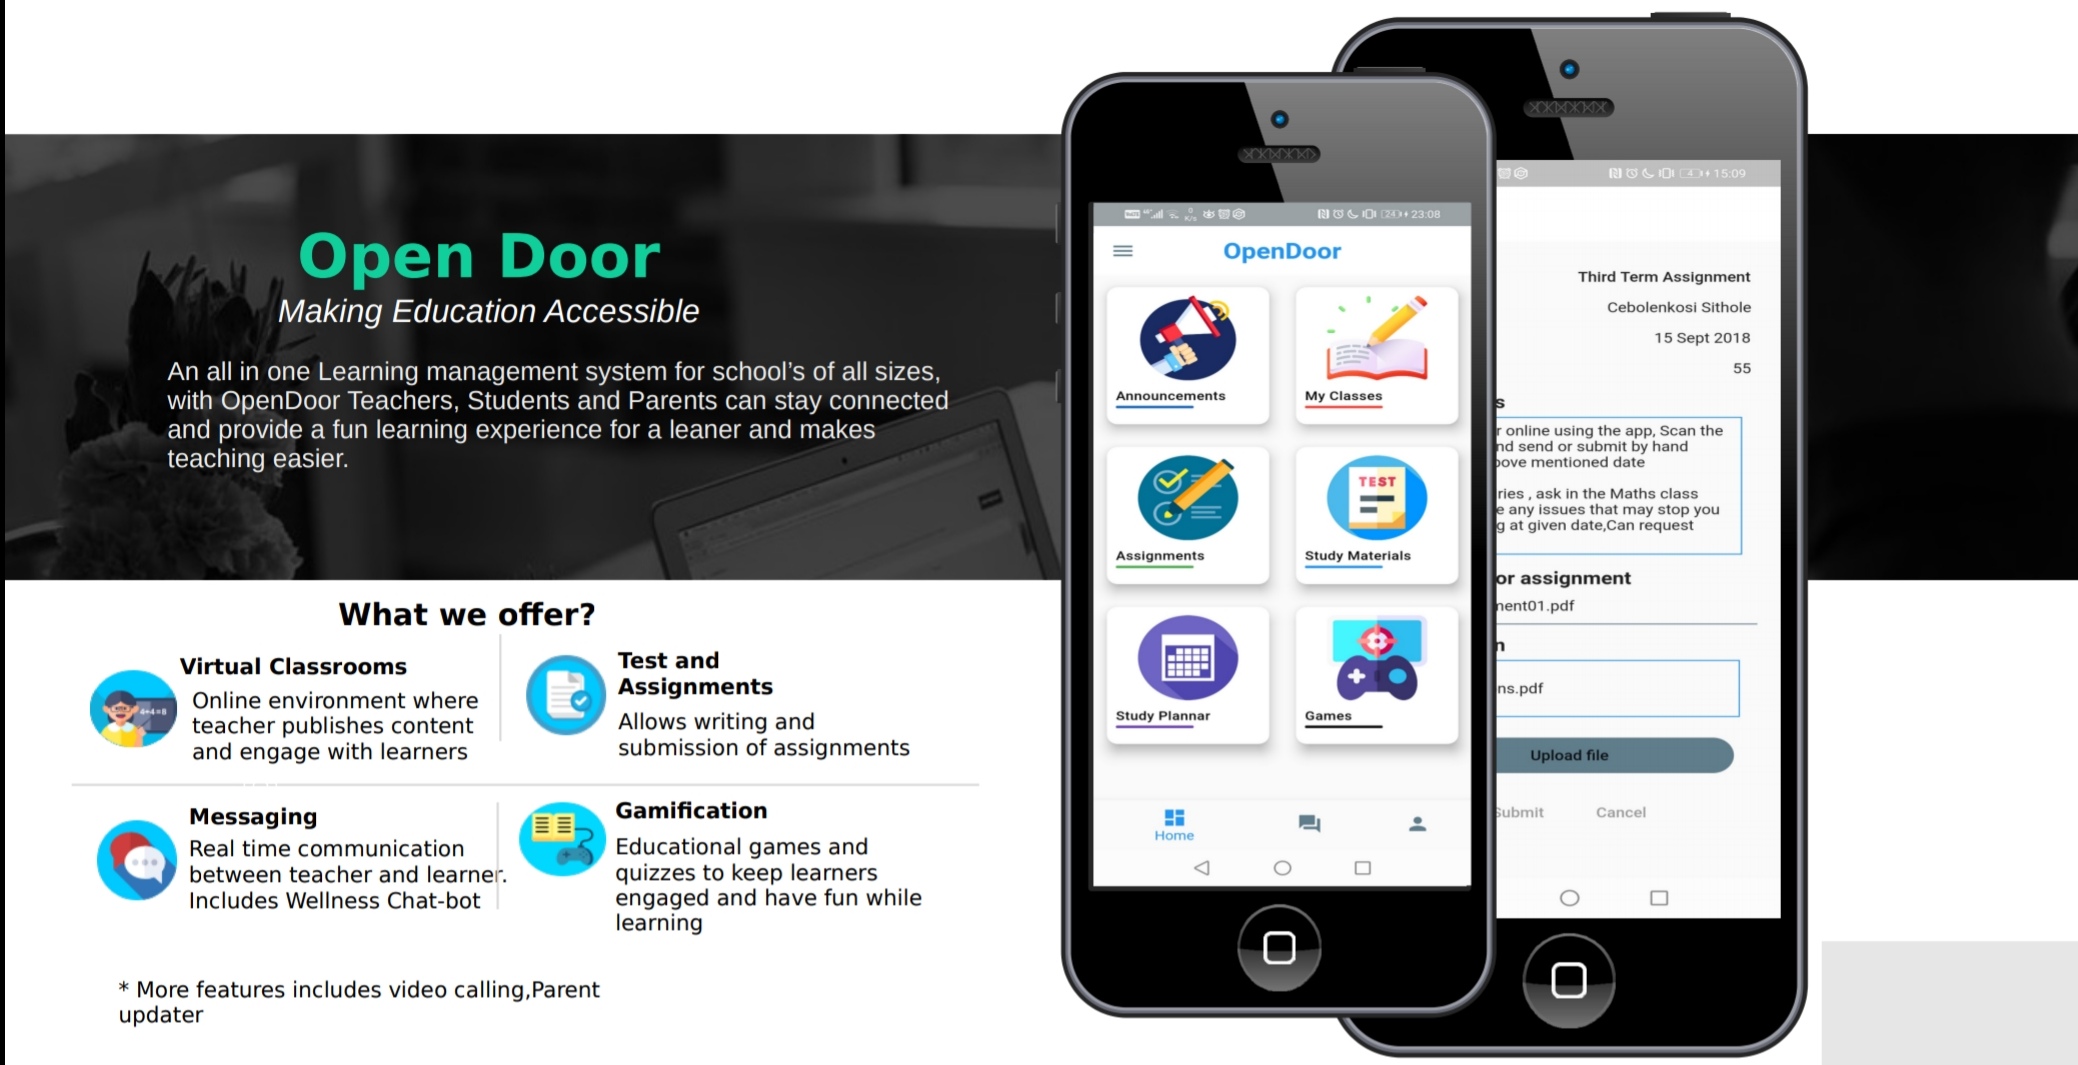 Open Door
Making Education Accessible
An all in one Learning management system for school’s of all sizes,
with OpenDoor Teachers, Students and Parents can stay connected
and provide a fun learning experience for a leaner and makes
teaching easier.
What we offer?
Virtual Classrooms
Online environment where
teacher publishes content
and engage with learners
Test and
Assignments
Allows writing and
submission of assignments
Messaging
Real time communication
between teacher and learner.
Includes Wellness Chat-bot
Gamification
Educational games and
quizzes to keep learners
engaged and have fun while
learning
* More features includes video calling,Parent
updater
23:08
OpenDoor
Announcements
My Classes
Assignments
TEST
Study Materials
Study Plannar
Games
Home
15:09
Third Term Assignment
Cebolenkosi Sithole
15 Sept 2018
55
online using the app, Scan the
send or submit by hand
mentioned date
, ask in the Maths class
any issues that may stop you
at given date,Can request
assignment
.pdf
.pdf
Upload file
Submit
Cancel
4+4=8